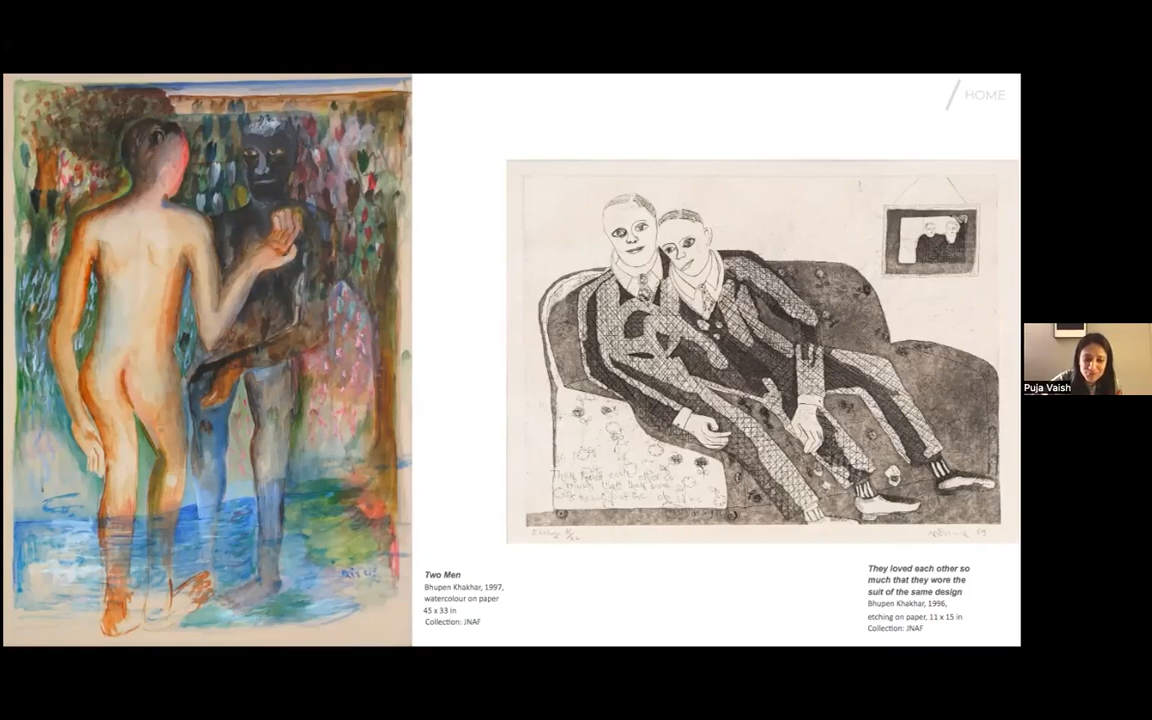 HOME
Two Men
Bhupen Khakhar, 1997,
watercolour on paper
45 x 33 in
Collection: JNAF
They loved each other so
much that they wore the
suit of the same design
Bhupen Khakhar, 1996,
etching on paper, 11 x 15 in
Collection: JNAF
Puja Vaish